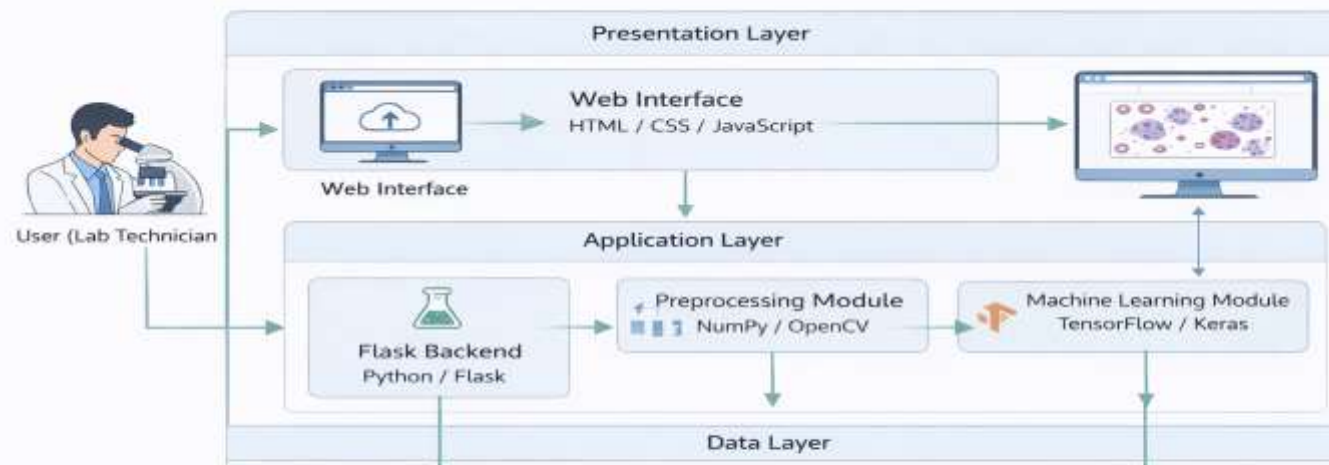 Presentation Layer
Web Interface
HTML / CSS / JavaScript
Web Interface
User (Lab Technician
Application Layer
Flask Backend
Python / Flask
Preprocessing Module
NumPy / OpenCV
Machine Learning Module
TensorFlow / Keras
Data Layer